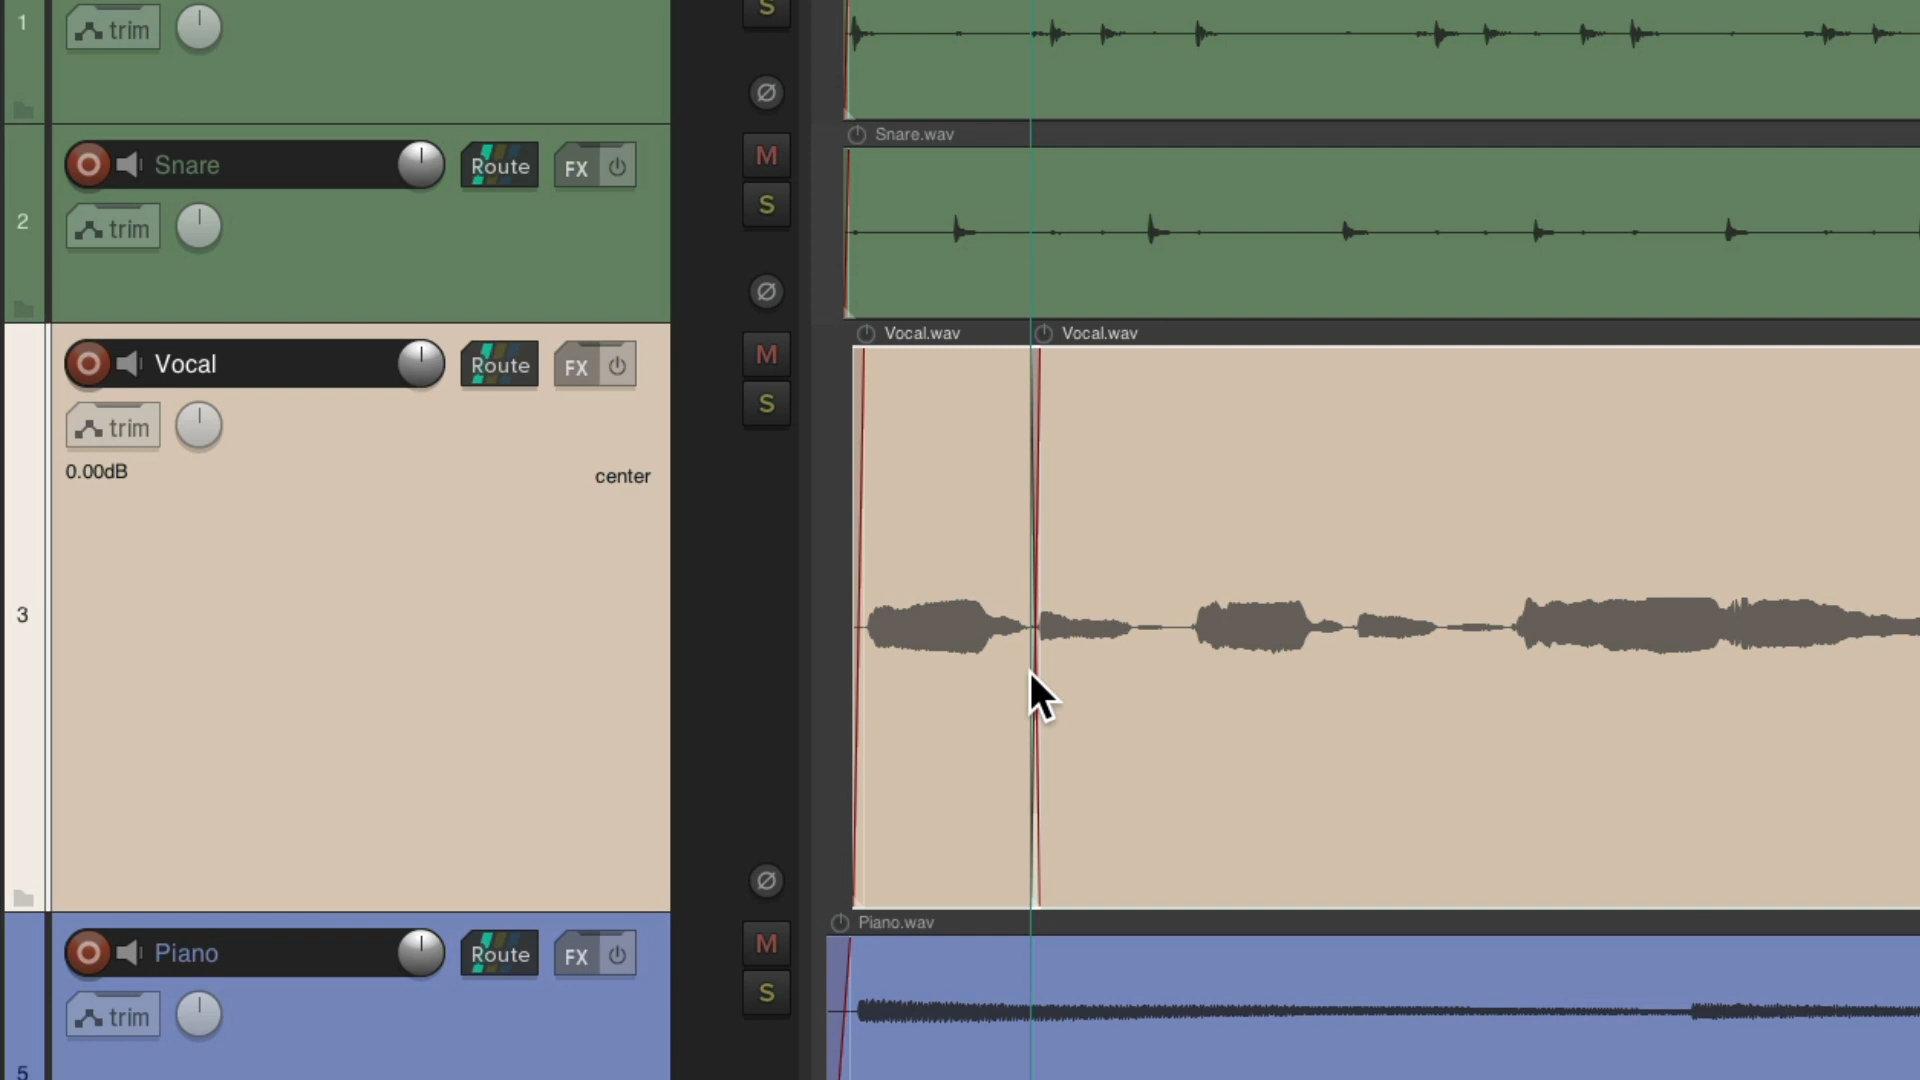 1
trim
S
Snare.wav
Snare
Route
FX
M
2
trim
S
Vocal.wav
Vocal.wav
Vocal
Route
FX
M
trim
S
0.00dB
center
3
Piano.wav
Piano
Route
FX
M
S
trim
5